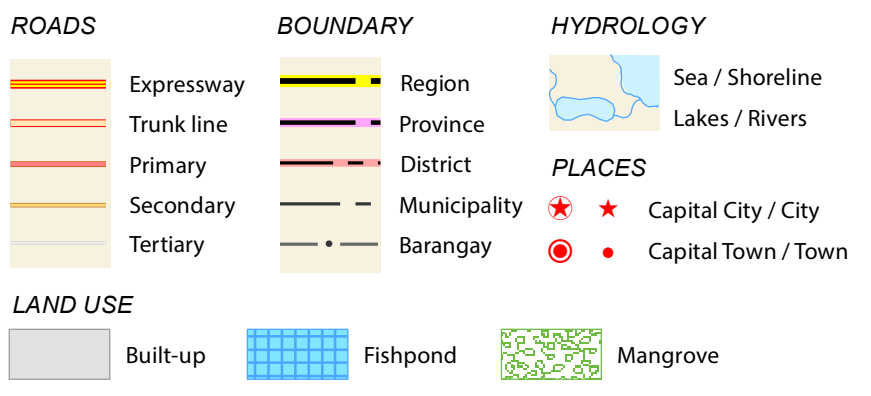 ROADS
Expressway
Trunk line
Primary
Secondary
Tertiary
BOUNDARY
Region
Province
District
Municipality
Barangay
HYDROLOGY
Sea / Shoreline
Lakes / Rivers
PLACES
Capital City / City
Capital Town / Town
LAND USE
Built-up
Fishpond
Mangrove